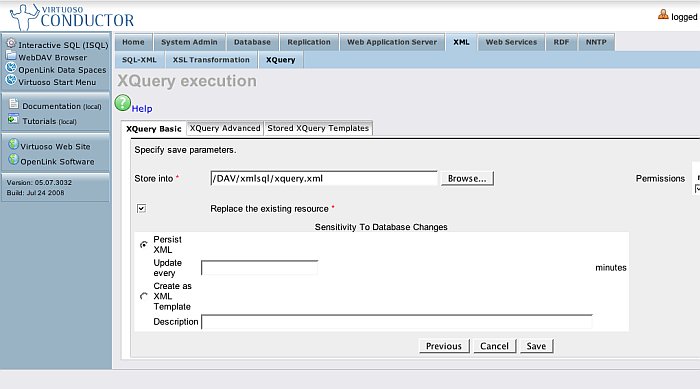 VIRTUOSO
CONDUCTOR
logged
Interactive SQL (ISQL)
WebDAV Browser
OpenLink Data Spaces
Virtuoso Start Menu
Documentation (local)
Tutorials (local)
Virtuoso Web Site
OpenLink Software
Version: 05.07.3032
Build: Jul 24 2008
Home System Admin Database Replication Web Application Server XML Web Services RDF NNTP
SQL-XML XSL Transformation XQuery
XQuery execution
? Help
XQuery Basic XQuery Advanced Stored XQuery Templates
Specify save parameters.
Store into * /DAV/xmlsql/xquery.xml Browse... Permissions
Replace the existing resource *
Sensitivity To Database Changes
Persist
XML
Update
every minutes
Create as
XML
Template
Description
Previous Cancel Save